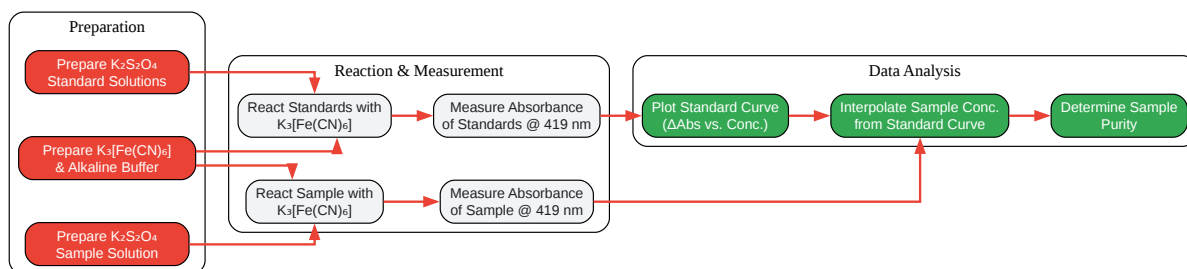 Preparation
Prepare K₂S₂O₄
Standard Solutions
Prepare K₃[Fe(CN)₆]
& Alkaline Buffer
Prepare K₂S₂O₄
Sample Solution
Reaction & Measurement
React Standards with
K₃[Fe(CN)₆]
Measure Absorbance
of Standards @ 419 nm
React Sample with
K₃[Fe(CN)₆]
Measure Absorbance
of Sample @ 419 nm
Data Analysis
Plot Standard Curve
(ΔAbs vs. Conc.)
Interpolate Sample Conc.
from Standard Curve
Determine Sample
Purity